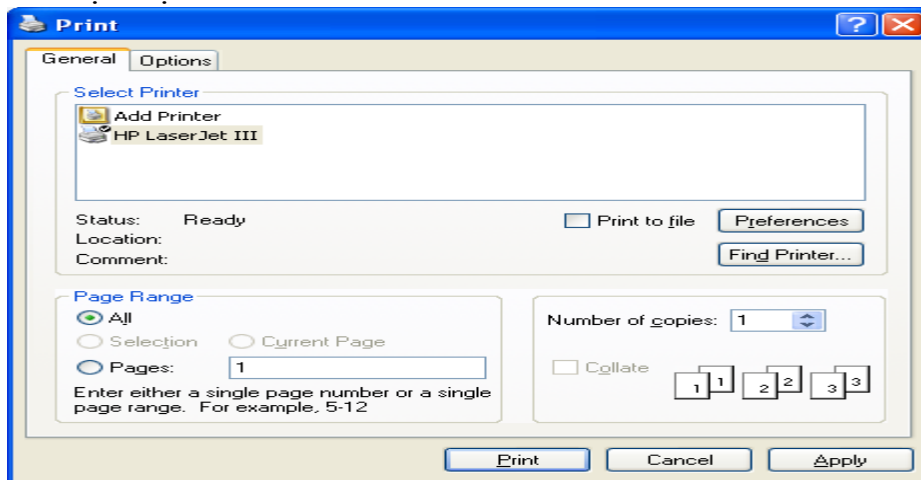 Print
General Options
Select Printer
Add Printer
HP LaserJet III
Status: Ready Print to file Preferences
Location:
Comment: Find Printer...
Page Range
All Number of copies: 1
Selection Current Page Collate
Pages: 1
1 1 2 2 3 3
Enter either a single page number or a single
page range. For example, 5-12
Print Cancel Apply